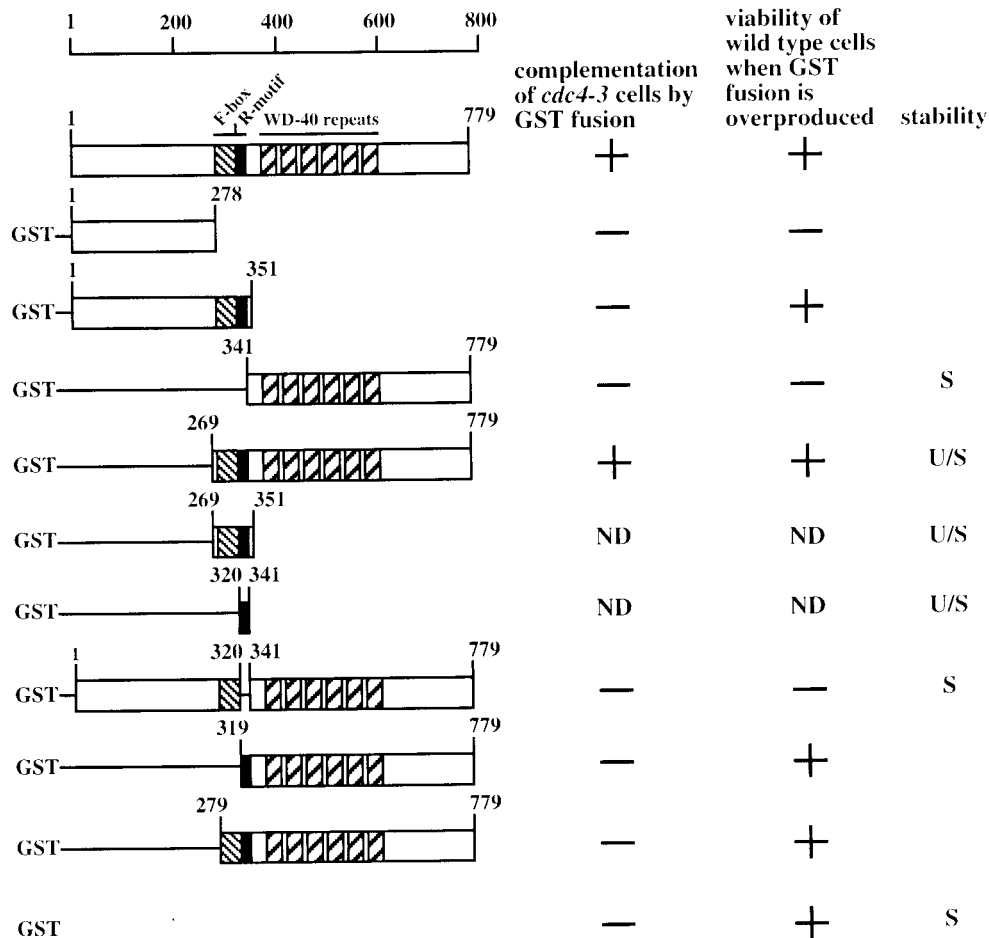 1 200 400 600 800
viability of
wild type cells
when GST
fusion is
overproduced
complementation
of cdc4-3 cells by
GST fusion
stability
F-box
R-motif
WD-40 repeats
1 779
+ +
1 278
GST − −
1 351
GST − +
341 779
GST − − S
269 779
GST + + U/S
269 351
GST ND ND U/S
320 341
GST ND ND U/S
1 320 341 779
GST − − S
319 779
GST − +
279 779
GST − +
GST − + S